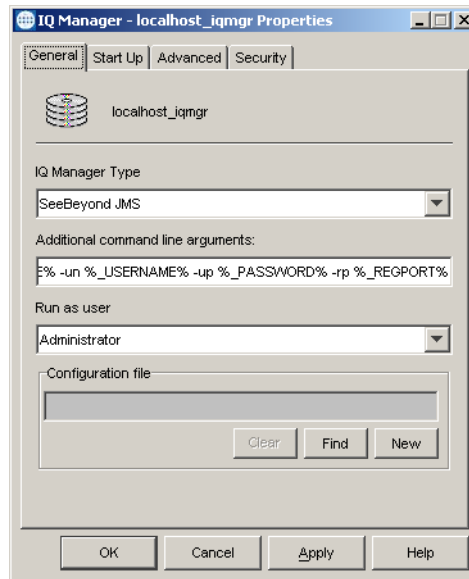 IQ Manager - localhost_iqmgr Properties
General Start Up Advanced Security
localhost_iqmgr
IQ Manager Type
SeeBeyond JMS
Additional command line arguments:
E% -un %_USERNAME% -up %_PASSWORD% -rp %_REGPORT%
Run as user
Administrator
Configuration file
Clear Find New
OK Cancel Apply Help